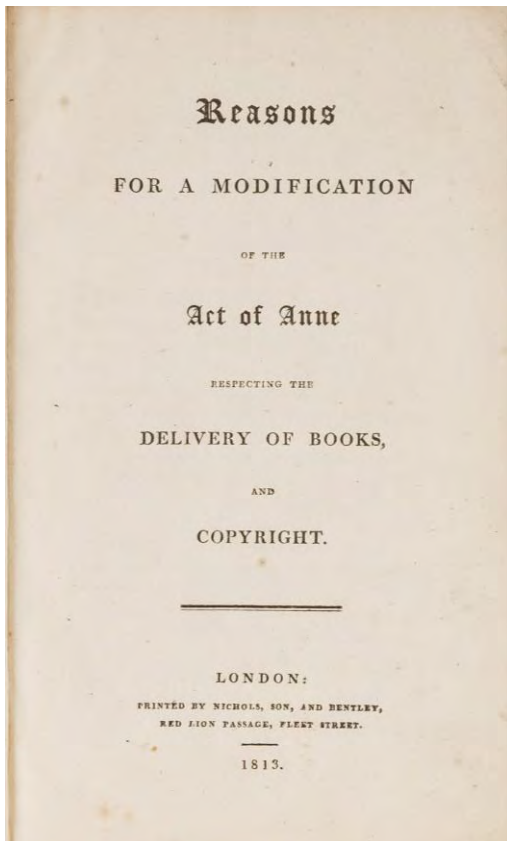 Reasons
FOR A MODIFICATION
OF THE
Act of Anne
RESPECTING THE
DELIVERY OF BOOKS,
AND
COPYRIGHT.
LONDON:
PRINTED BY NICHOLS, SON, AND BENTLEY,
RED LION PASSAGE, FLEET STREET.
1813.